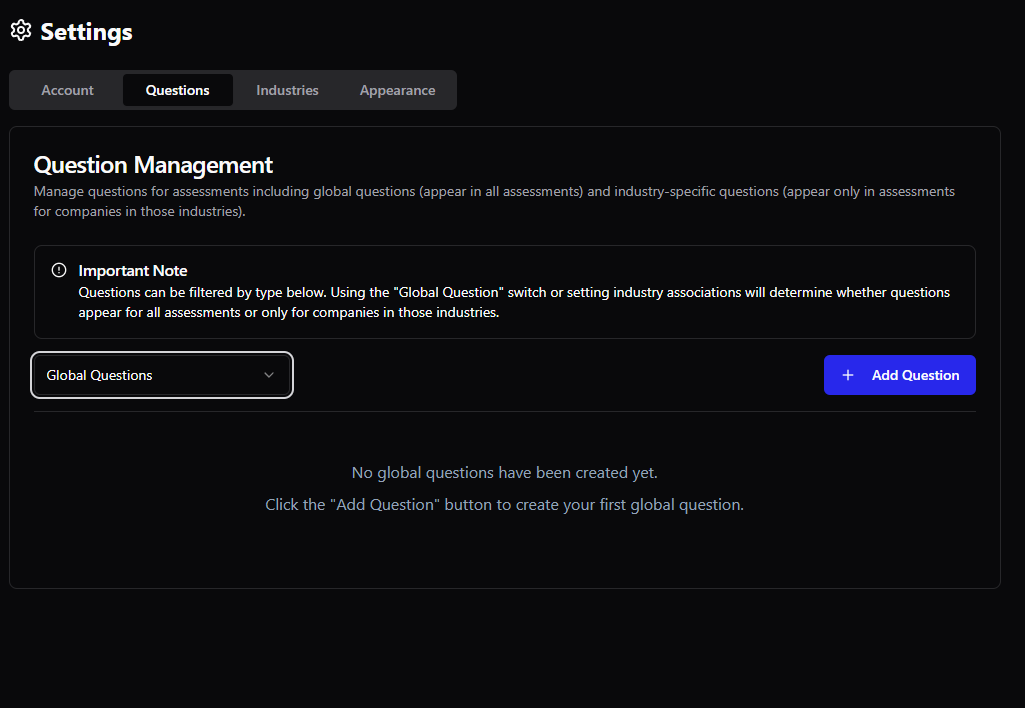 Settings
Account
Questions
Industries
Appearance
Question Management
Manage questions for assessments including global questions (appear in all assessments) and industry-specific questions (appear only in assessments
for companies in those industries).
Important Note
Questions can be filtered by type below. Using the "Global Question" switch or setting industry associations will determine whether questions
appear for all assessments or only for companies in those industries.
Global Questions
Add Question
No global questions have been created yet.
Click the "Add Question" button to create your first global question.